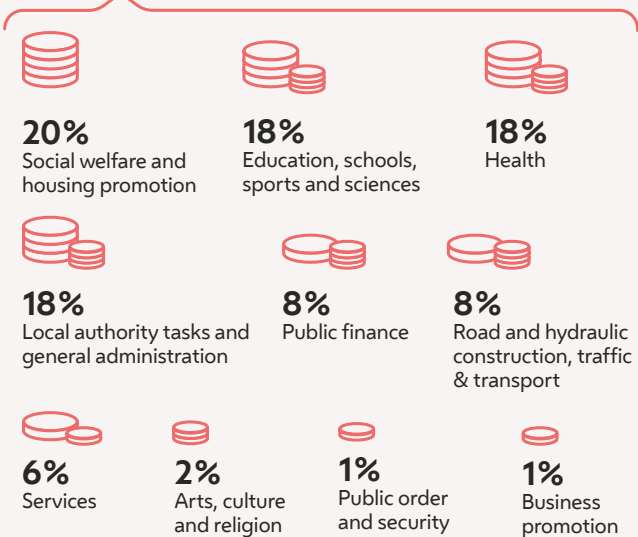 20%
Social welfare and
housing promotion
18%
Education, schools,
sports and sciences
18%
Health
18%
Local authority tasks and
general administration
8%
Public finance
8%
Road and hydraulic
construction, traffic
& transport
6%
Services
2%
Arts, culture
and religion
1%
Public order
and security
1%
Business
promotion